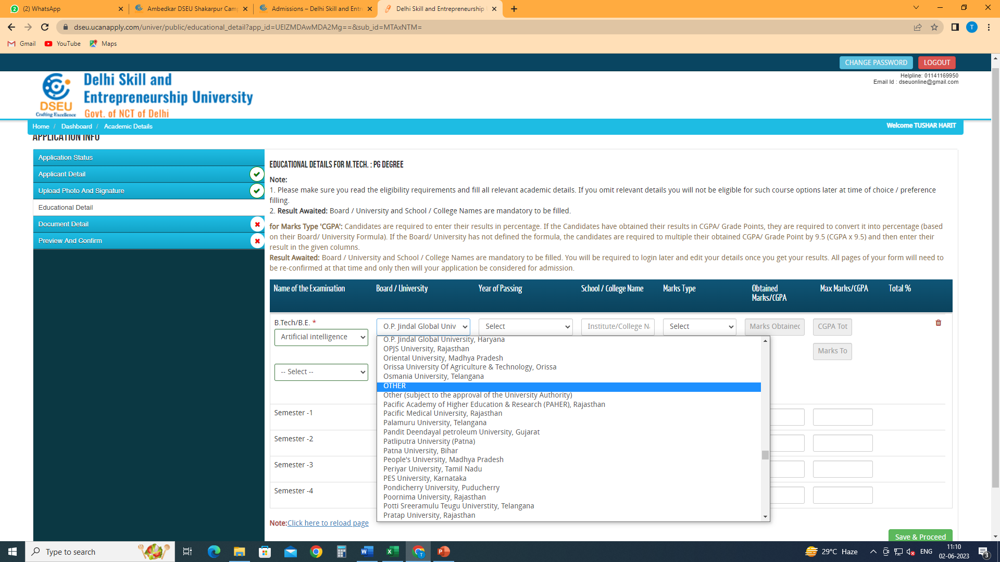 (2) WhatsApp
Ambedkar DSEU Shakarpur Camp
Admissions – Delhi Skill and Entr
Delhi Skill and Entrepreneurship
dseu.ucanapply.com/univer/public/educational_detail?app_id=UElZMDAwMDA2Mg==&sub_id=MTAxNTM=
T
Gmail
YouTube
Maps
CHANGE PASSWORD
LOGOUT
Helpline: 01141169950
Email Id : dseuonline@gmail.com
DSEU
Crafting Excellence
Delhi Skill and
Entrepreneurship University
Govt. of NCT of Delhi
Home / Dashboard / Academic Details
Welcome TUSHAR HARIT
APPLICATION INFO
Application Status
Applicant Detail
Upload Photo And Signature
Educational Detail
Document Detail
Preview And Confirm
EDUCATIONAL DETAILS FOR M.TECH. : PG DEGREE
Note:
1. Please make sure you read the eligibility requirements and fill all relevant academic details. If you omit relevant details you will not be eligible for such course options later at time of choice / preference
filling.
2. Result Awaited: Board / University and School / College Names are mandatory to be filled.
for Marks Type 'CGPA': Candidates are required to enter their results in percentage. If the Candidates have obtained their results in CGPA/ Grade Points, they are required to convert it into percentage (based
on their Board/ University Formula). If the Board/ University has not defined the formula, the candidates are required to multiple their obtained CGPA/ Grade Point by 9.5 (CGPA x 9.5) and then enter their
result in the given columns.
Result Awaited: Board / University and School / College Names are mandatory to be filled. You will be required to login later and edit your details once you get your results. All pages of your form will need to
be re-confirmed at that time and only then will your application be considered for admission.
Name of the Examination
Board / University
Year of Passing
School / College Name
Marks Type
Obtained
Marks/CGPA
Max Marks/CGPA
Total %
B.Tech/B.E. *
Artificial intelligence
-- Select --
O.P. Jindal Global Univ
Select
Institute/College Na
Select
Marks Obtained
CGPA Tot
Marks To
O.P. Jindal Global University, Haryana
OPJS University, Rajasthan
Oriental University, Madhya Pradesh
Orissa University Of Agriculture & Technology, Orissa
Osmania University, Telangana
OTHER
Other (subject to the approval of the University Authority)
Pacific Academy of Higher Education & Research (PAHER), Rajasthan
Pacific Medical University, Rajasthan
Palamuru University, Telangana
Pandit Deendayal petroleum University, Gujarat
Patliputra University (Patna)
Patna University, Bihar
People's University, Madhya Pradesh
Periyar University, Tamil Nadu
PES University, Karnataka
Pondicherry University, Puducherry
Poornima University, Rajasthan
Potti Sreeramulu Teugu Universtity, Telangana
Pratap University, Rajasthan
Semester -1
Semester -2
Semester -3
Semester -4
Note:Click here to reload page
Save & Proceed
Type to search
29°C Haze
ENG
11:10
02-06-2023
3